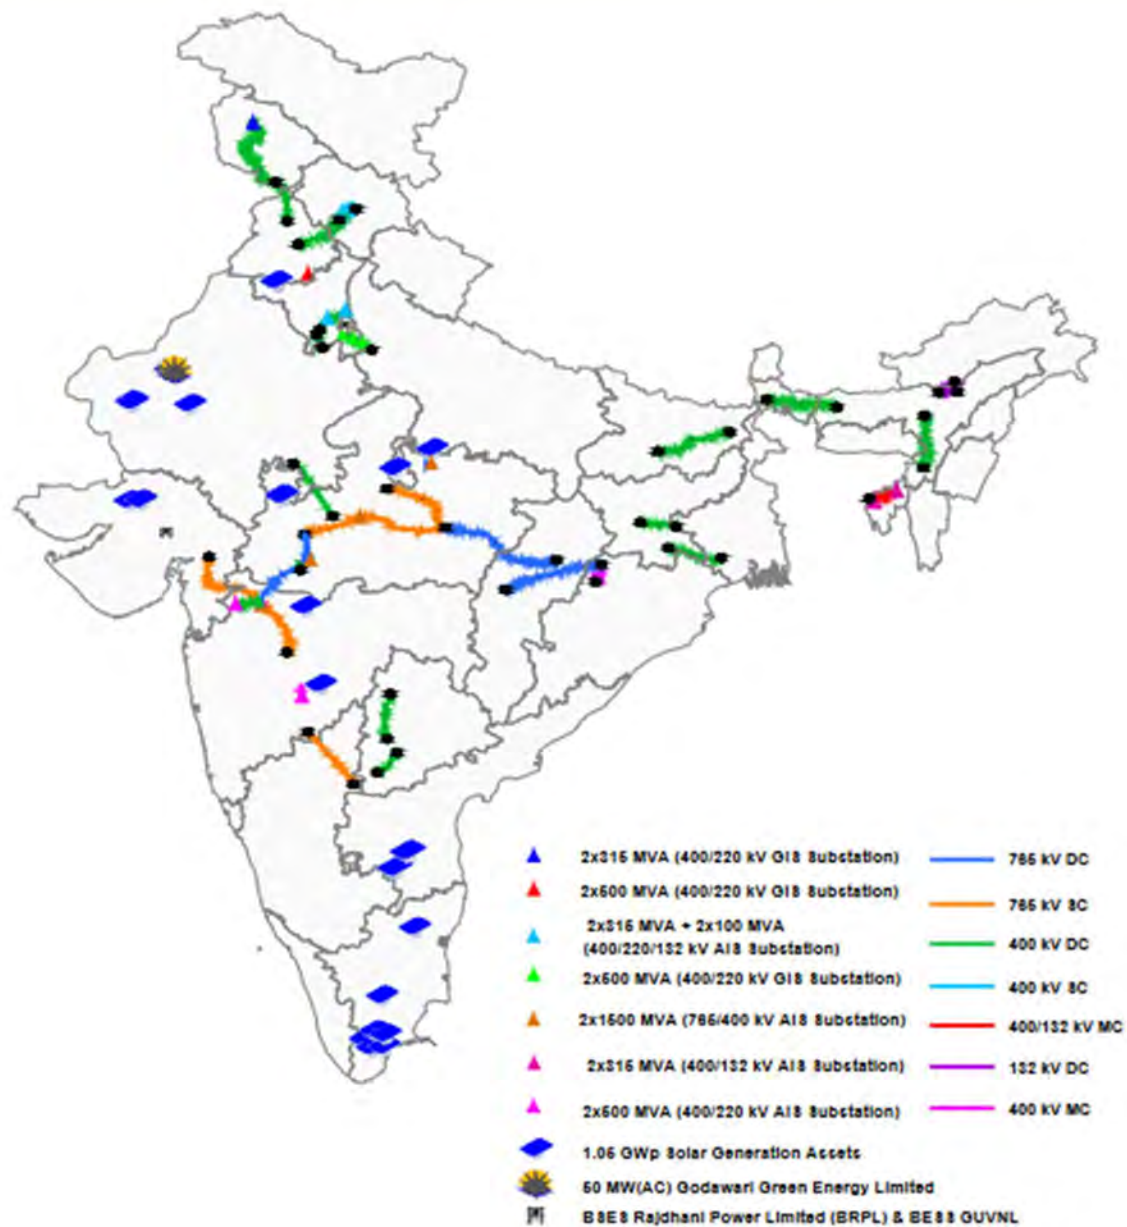 2x315 MVA (400/220 kV GIS Substation)
2x500 MVA (400/220 kV GIS Substation)
2x315 MVA + 2x100 MVA
(400/220/132 kV AIS Substation)
2x500 MVA (400/220 kV GIS Substation)
2x1500 MVA (765/400 kV AIS Substation)
2x315 MVA (400/132 kV AIS Substation)
2x500 MVA (400/220 kV AIS Substation)
1.05 GWp Solar Generation Assets
50 MW(AC) Godawari Green Energy Limited
BSES Rajdhani Power Limited (BRPL) & BESS GUVNL
765 kV DC
765 kV SC
400 kV DC
400 kV SC
400/132 kV MC
132 kV DC
400 kV MC